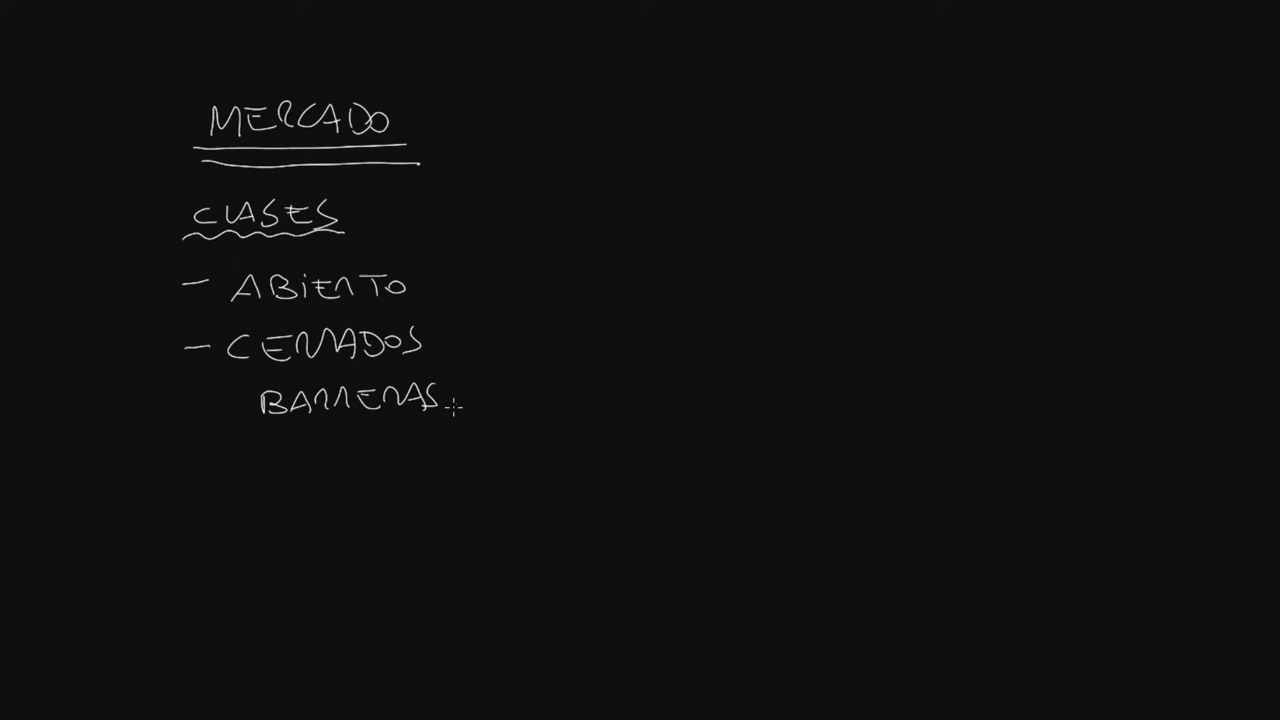 MERCADO
CLASES
- ABIERTO
- CERRADOS
BARRERAS